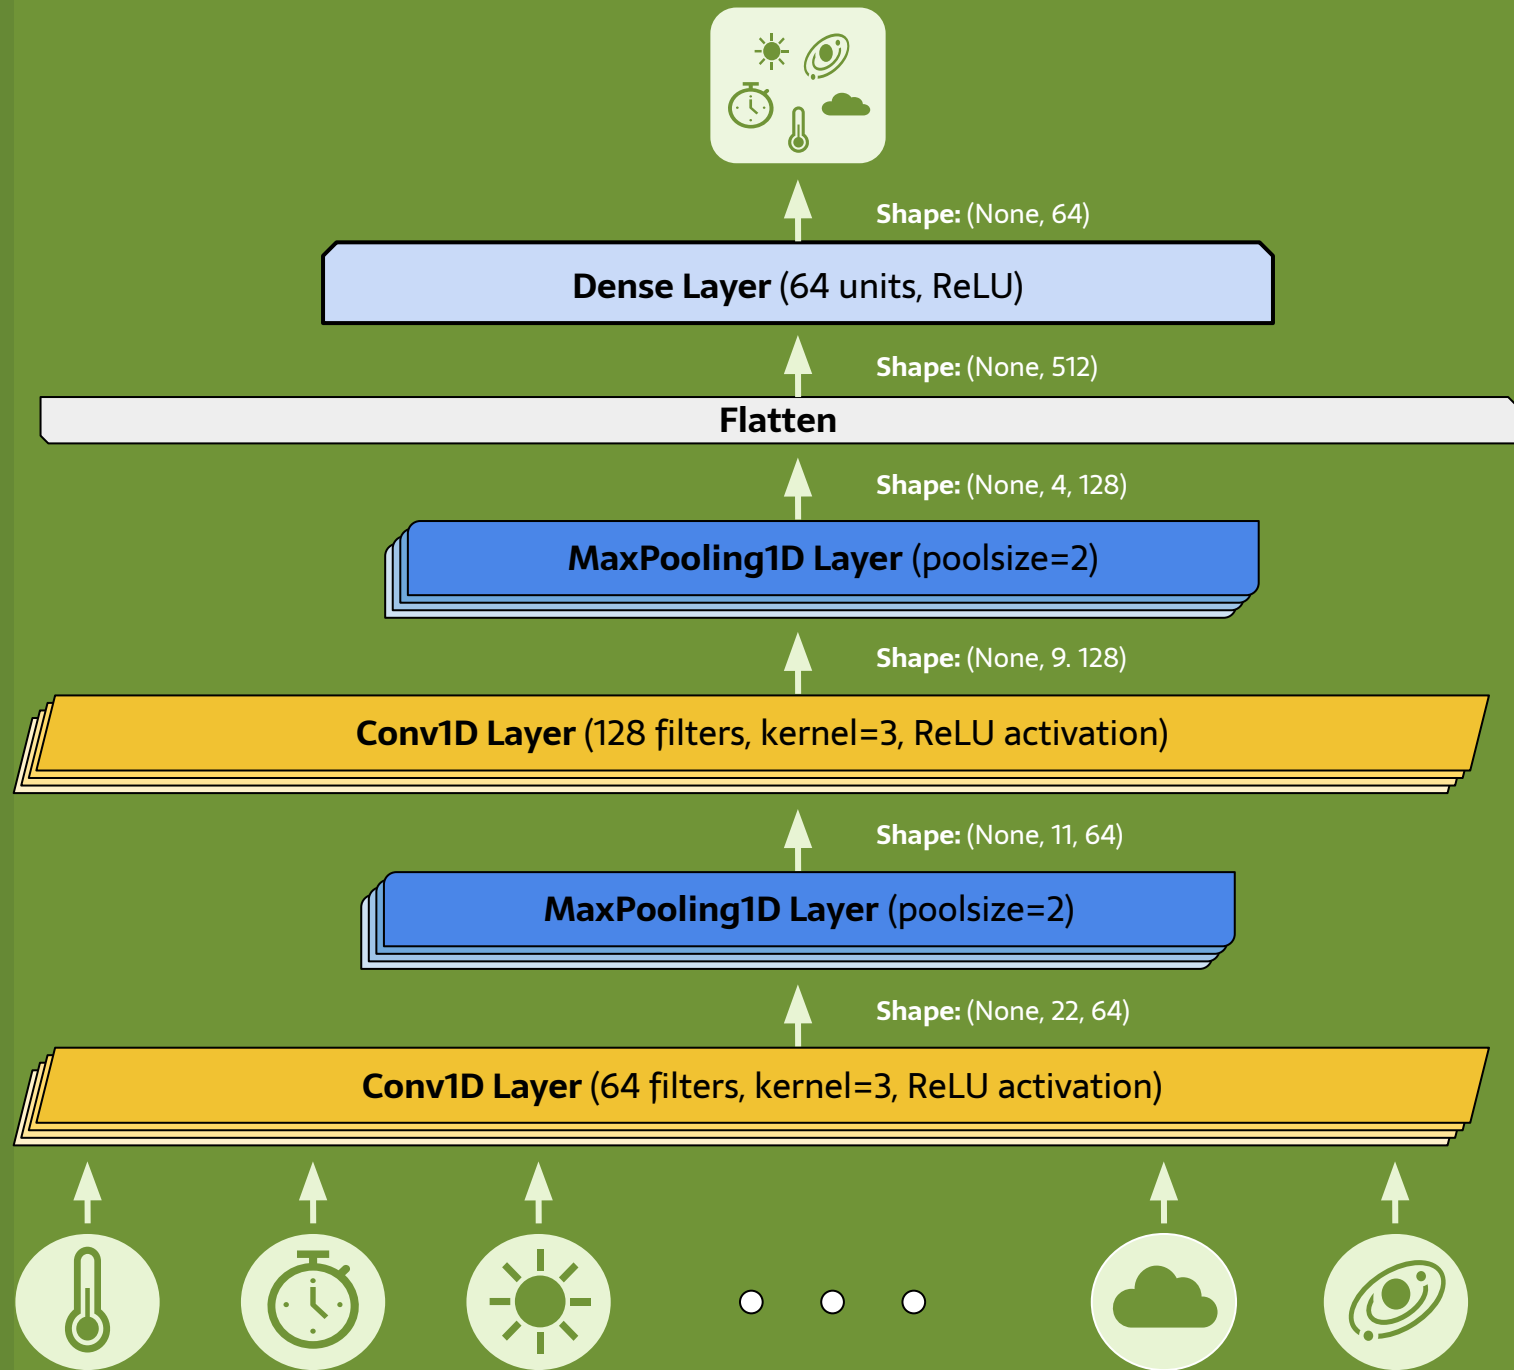 Shape: (None, 64)
Dense Layer (64 units, ReLU)
Shape: (None, 512)
Flatten
Shape: (None, 4, 128)
MaxPooling1D Layer (poolsize=2)
Shape: (None, 9. 128)
Conv1D Layer (128 filters, kernel=3, ReLU activation)
Shape: (None, 11, 64)
MaxPooling1D Layer (poolsize=2)
Shape: (None, 22, 64)
Conv1D Layer (64 filters, kernel=3, ReLU activation)